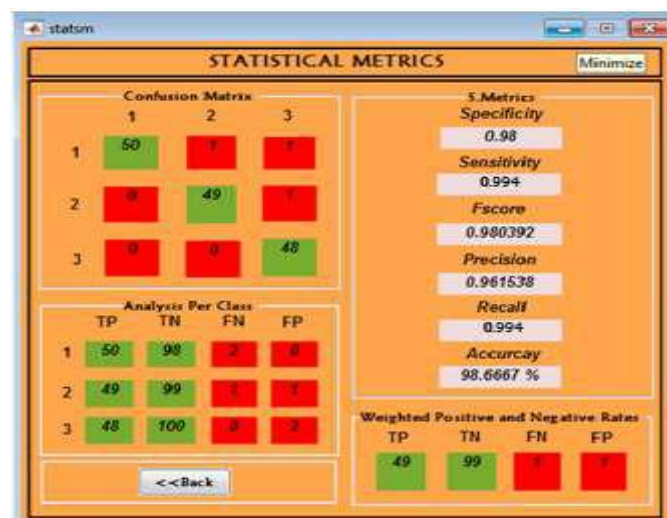 statsm
STATISTICAL METRICS
Minimize
Confusion Matrix
1 2 3
1 50 1 1
2 0 49 1
3 0 0 48
Analysis Per Class
TP TN FN FP
1 50 98 2 0
2 49 99 1 1
3 48 100 0 2
<<Back
S.Metrics
Specificity
0.98
Sensitivity
0.994
Fscore
0.980392
Precision
0.961538
Recall
0.994
Accurcay
98.6667 %
Weighted Positive and Negative Rates
TP TN FN FP
49 99 1 1